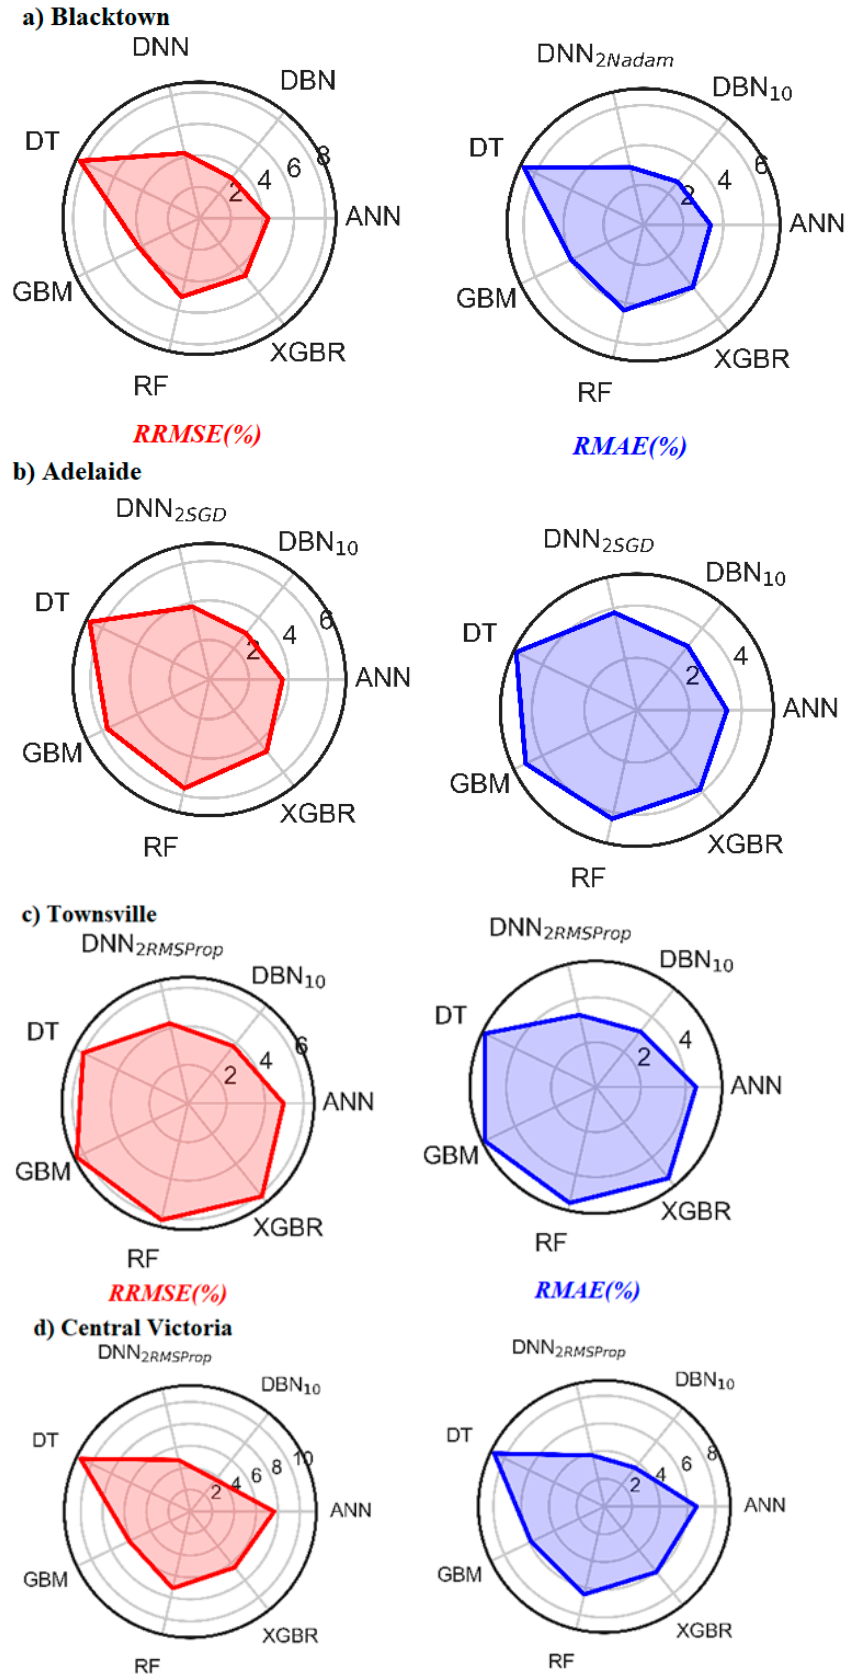 a) Blacktown
DNN
DBN
DT
8
6
4
2
ANN
GBM
XGBR
RF
RRMSE(%)
DNN2Nadam
DBN10
DT
6
4
2
ANN
GBM
XGBR
RF
RMAE(%)
b) Adelaide
DNN2SGD
DBN10
DT
6
4
2
ANN
GBM
XGBR
RF
DNN2SGD
DBN10
DT
4
2
ANN
GBM
XGBR
RF
c) Townsville
DNN2RMSProp
DBN10
DT
6
4
2
ANN
GBM
XGBR
RF
RRMSE(%)
DNN2RMSProp
DBN10
DT
4
2
ANN
GBM
XGBR
RF
RMAE(%)
d) Central Victoria
DNN2RMSProp
DBN10
DT
10
8
6
4
2
ANN
GBM
XGBR
RF
DNN2RMSProp
DBN10
DT
8
6
4
2
ANN
GBM
XGBR
RF